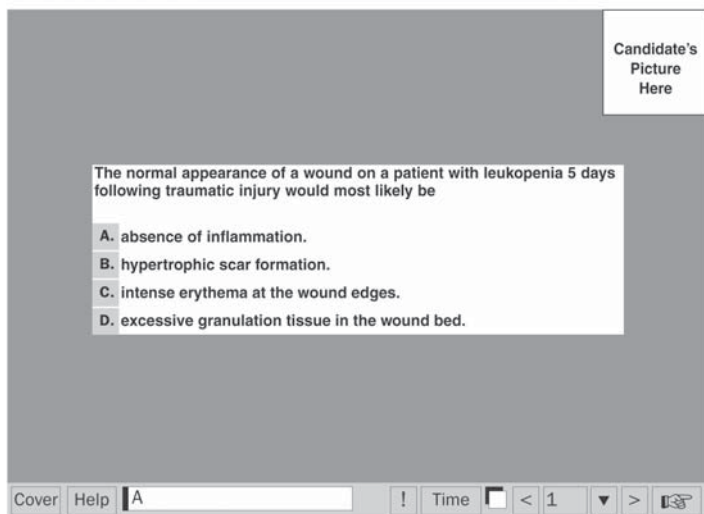 Candidate's
Picture
Here
The normal appearance of a wound on a patient with leukopenia 5 days
following traumatic injury would most likely be
A. absence of inflammation.
B. hypertrophic scar formation.
C. intense erythema at the wound edges.
D. excessive granulation tissue in the wound bed.
Cover Help A ! Time < 1 ▼ >